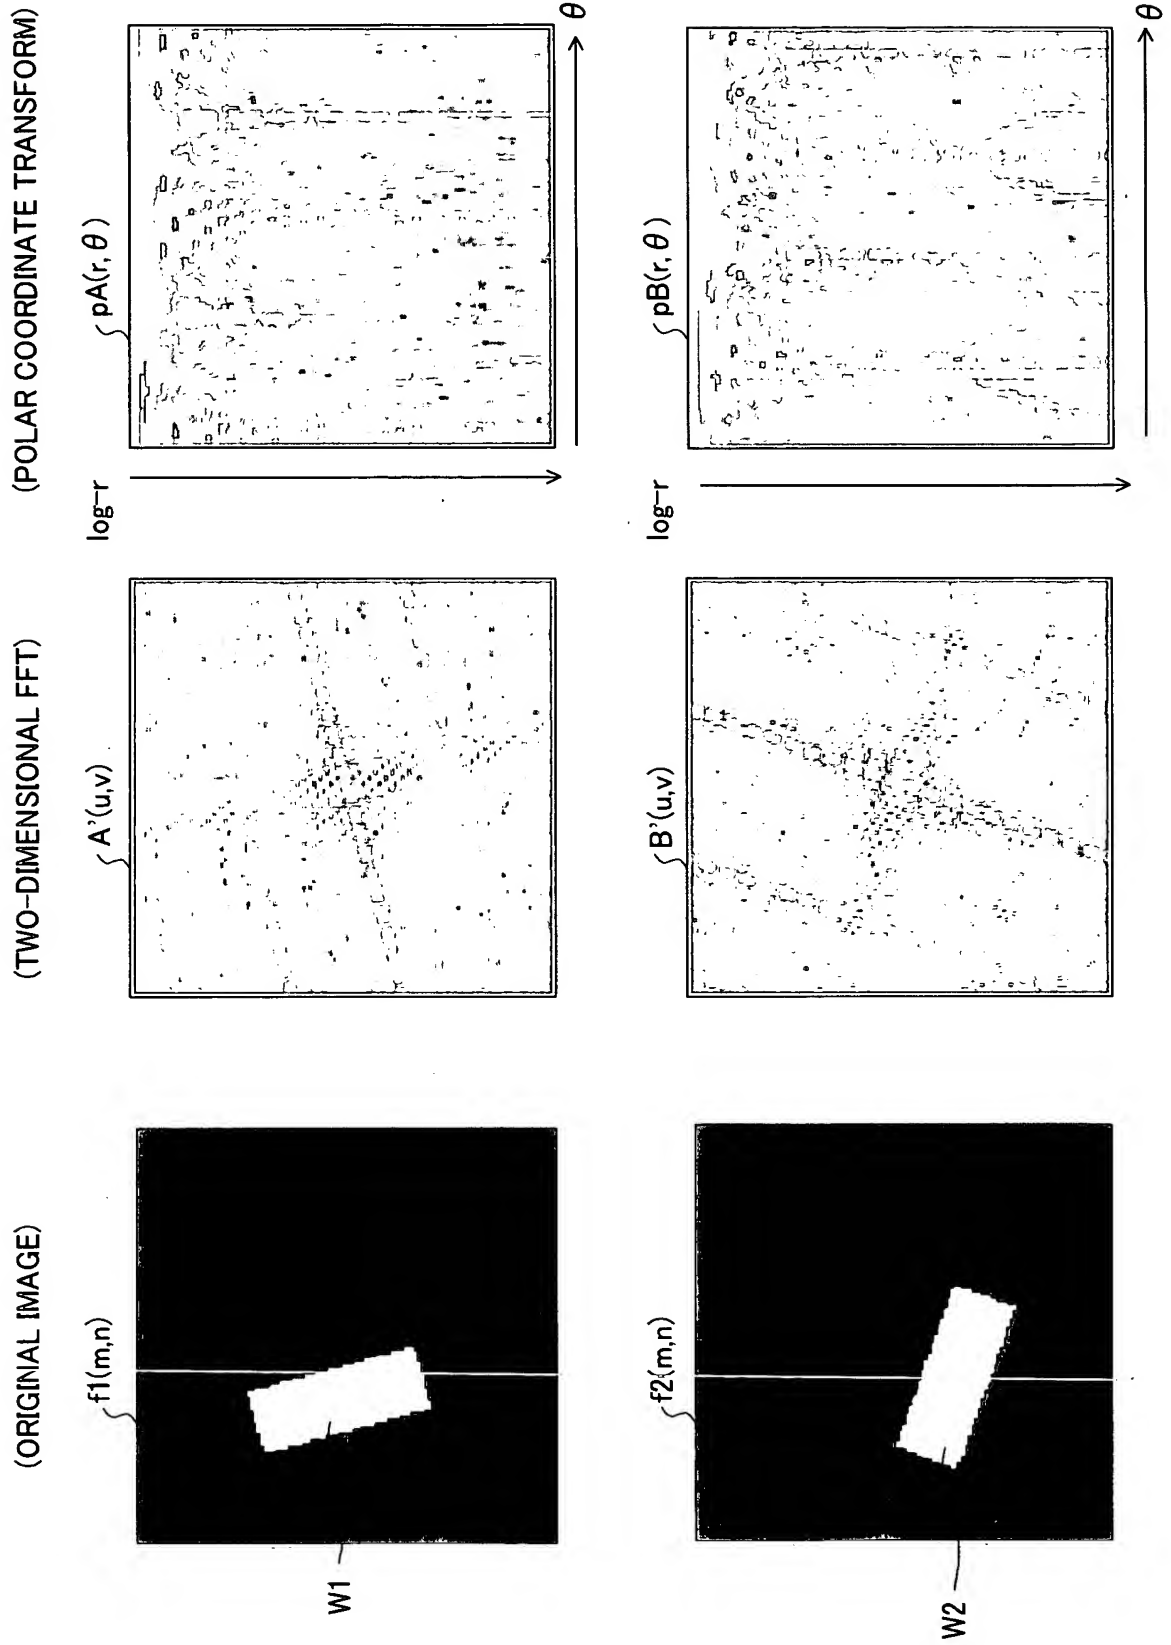 (ORIGINAL IMAGE)
(TWO-DIMENSIONAL FFT)
(POLAR COORDINATE TRANSFORM)
f1(m,n)
A'(u,v)
pA(r,θ)
log-r
θ
W1
f2(m,n)
B'(u,v)
pB(r,θ)
log-r
θ
W2